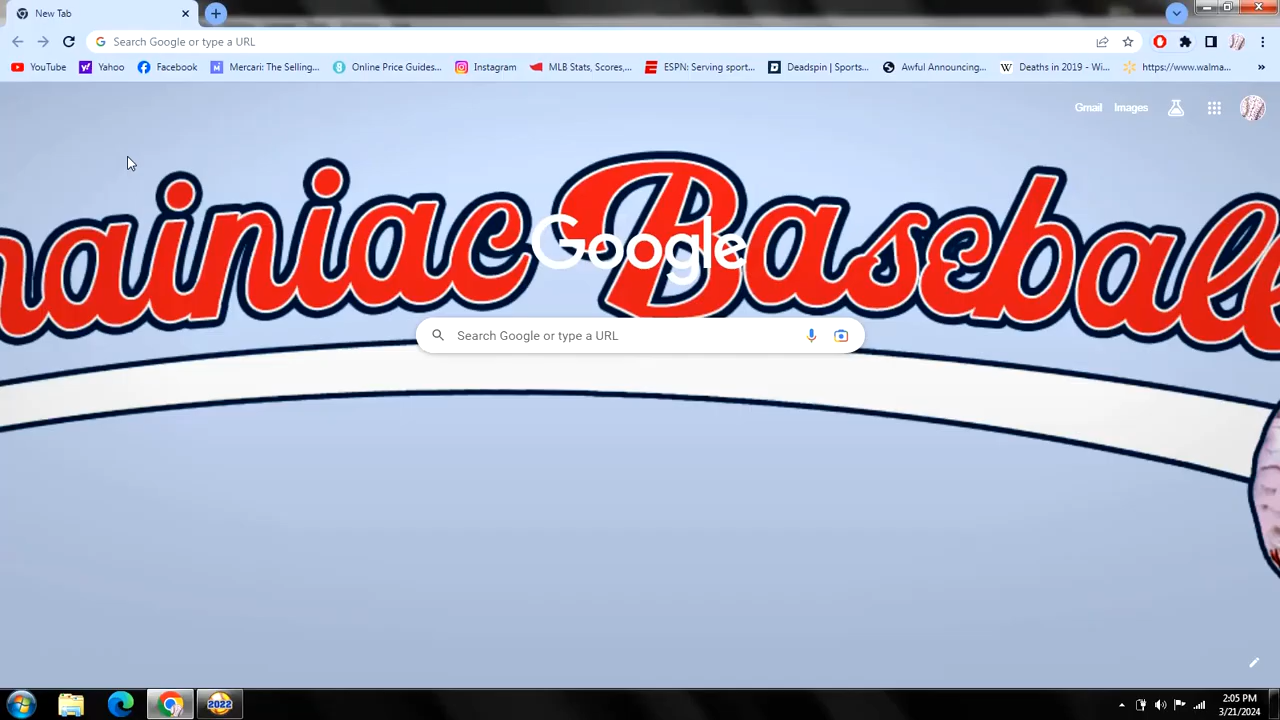 New Tab
Search Google or type a URL
YouTube Yahoo Facebook Mercari: The Selling... Online Price Guides... Instagram MLB Stats, Scores,... ESPN: Serving sport... Deadspin | Sports... Awful Announcing... Deaths in 2019 - Wi... https://www.walma... »
Gmail Images
ainiac Baseball
Google
Search Google or type a URL
2022
2:05 PM
3/21/2024